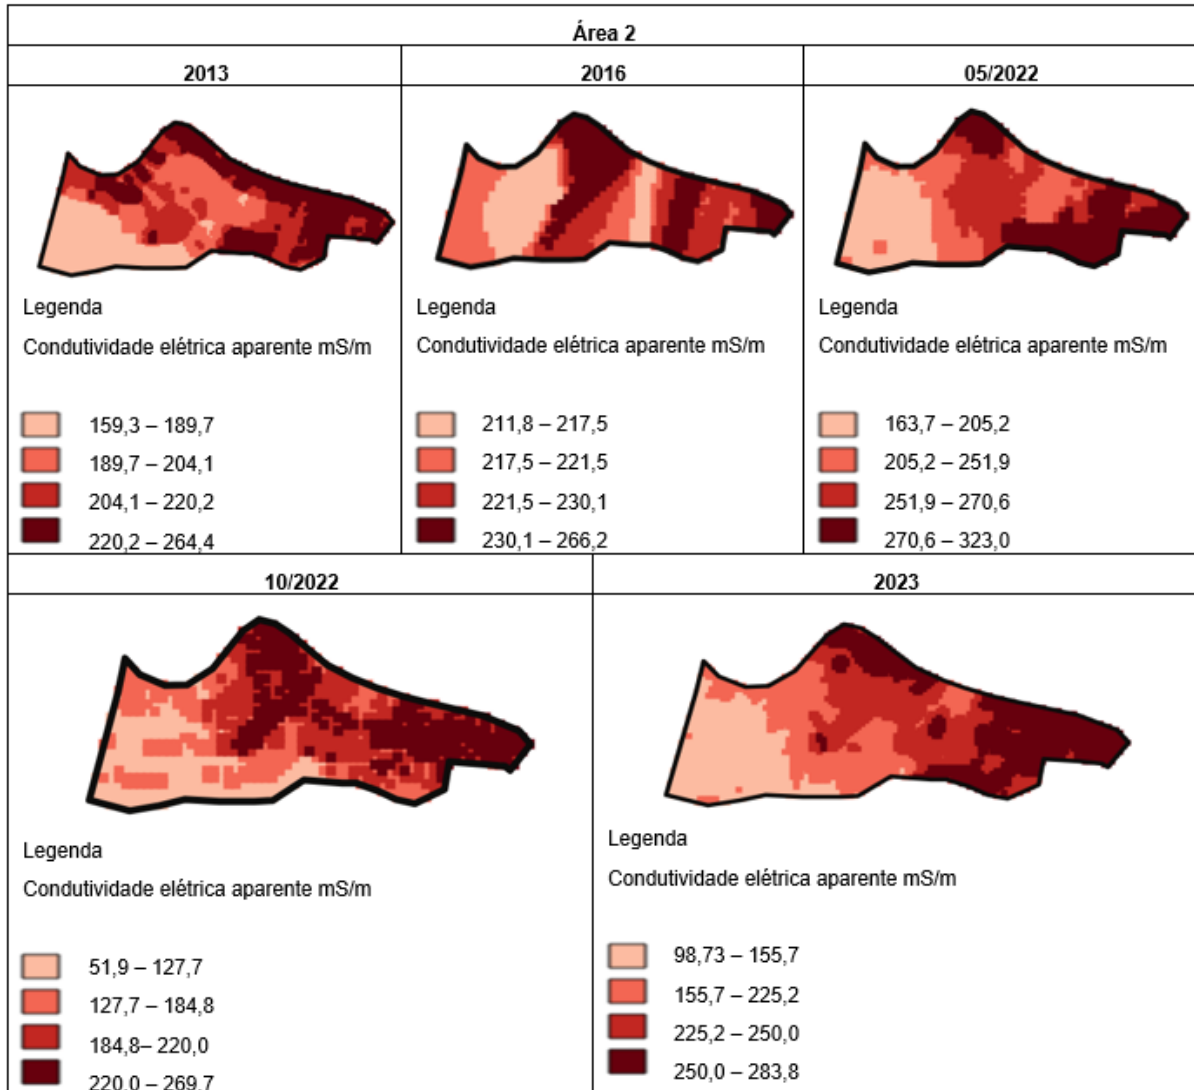 Área 2
2013
2016
05/2022
Legenda
Condutividade elétrica aparente mS/m
159,3 – 189,7
189,7 – 204,1
204,1 – 220,2
220,2 – 264,4
Legenda
Condutividade elétrica aparente mS/m
211,8 – 217,5
217,5 – 221,5
221,5 – 230,1
230,1 – 266,2
Legenda
Condutividade elétrica aparente mS/m
163,7 – 205,2
205,2 – 251,9
251,9 – 270,6
270,6 – 323,0
10/2022
2023
Legenda
Condutividade elétrica aparente mS/m
51,9 – 127,7
127,7 – 184,8
184,8– 220,0
220,0 – 269,7
Legenda
Condutividade elétrica aparente mS/m
98,73 – 155,7
155,7 – 225,2
225,2 – 250,0
250,0 – 283,8